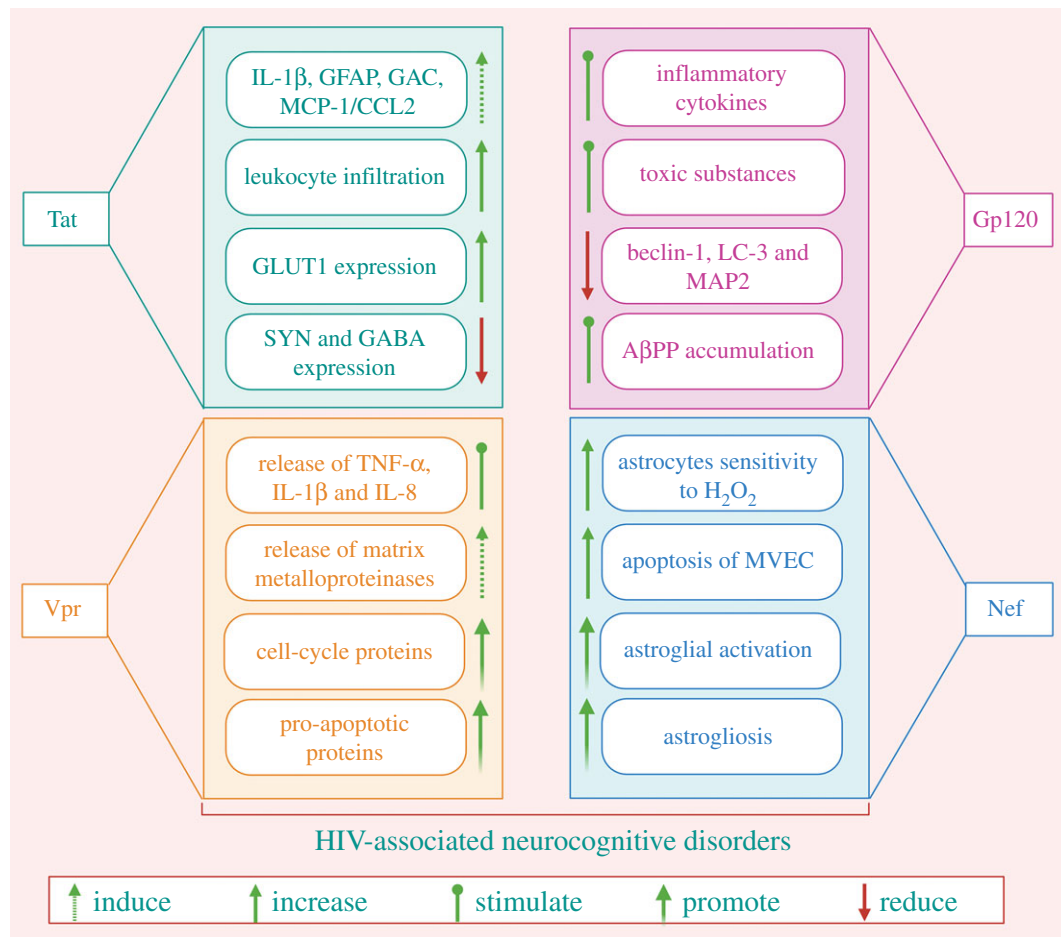 Tat
IL-1β, GFAP, GAC,
MCP-1/CCL2
leukocyte infiltration
GLUT1 expression
SYN and GABA
expression
inflammatory
cytokines
toxic substances
beclin-1, LC-3 and
MAP2
AβPP accumulation
Gp120
Vpr
release of TNF-α,
IL-1β and IL-8
release of matrix
metalloproteinases
cell-cycle proteins
pro-apoptotic
proteins
astrocytes sensitivity
to H₂O₂
apoptosis of MVEC
astroglial activation
astrogliosis
Nef
HIV-associated neurocognitive disorders
induce increase stimulate promote reduce